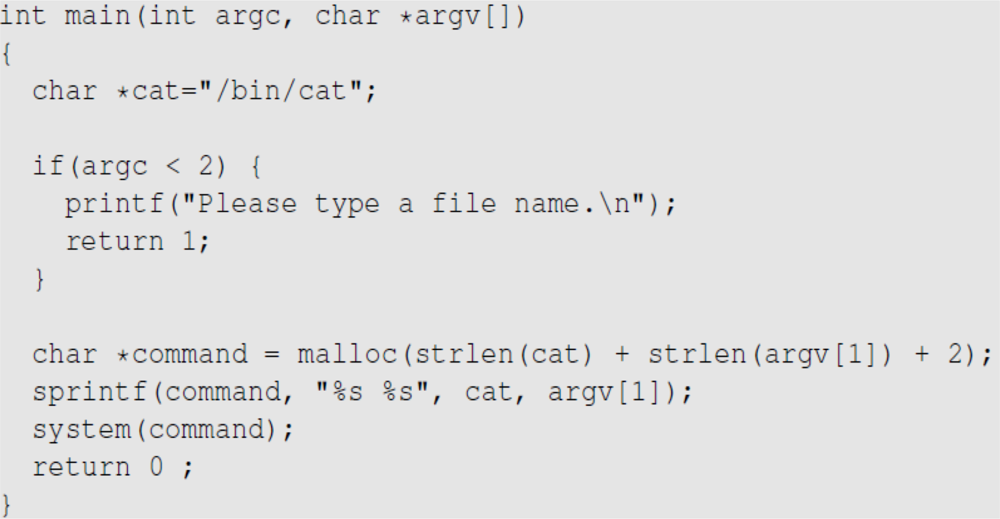 int main(int argc, char *argv[])
{
  char *cat="/bin/cat";

  if(argc < 2) {
    printf("Please type a file name.\n");
    return 1;
  }

  char *command = malloc(strlen(cat) + strlen(argv[1]) + 2);
  sprintf(command, "%s %s", cat, argv[1]);
  system(command);
  return 0 ;
}